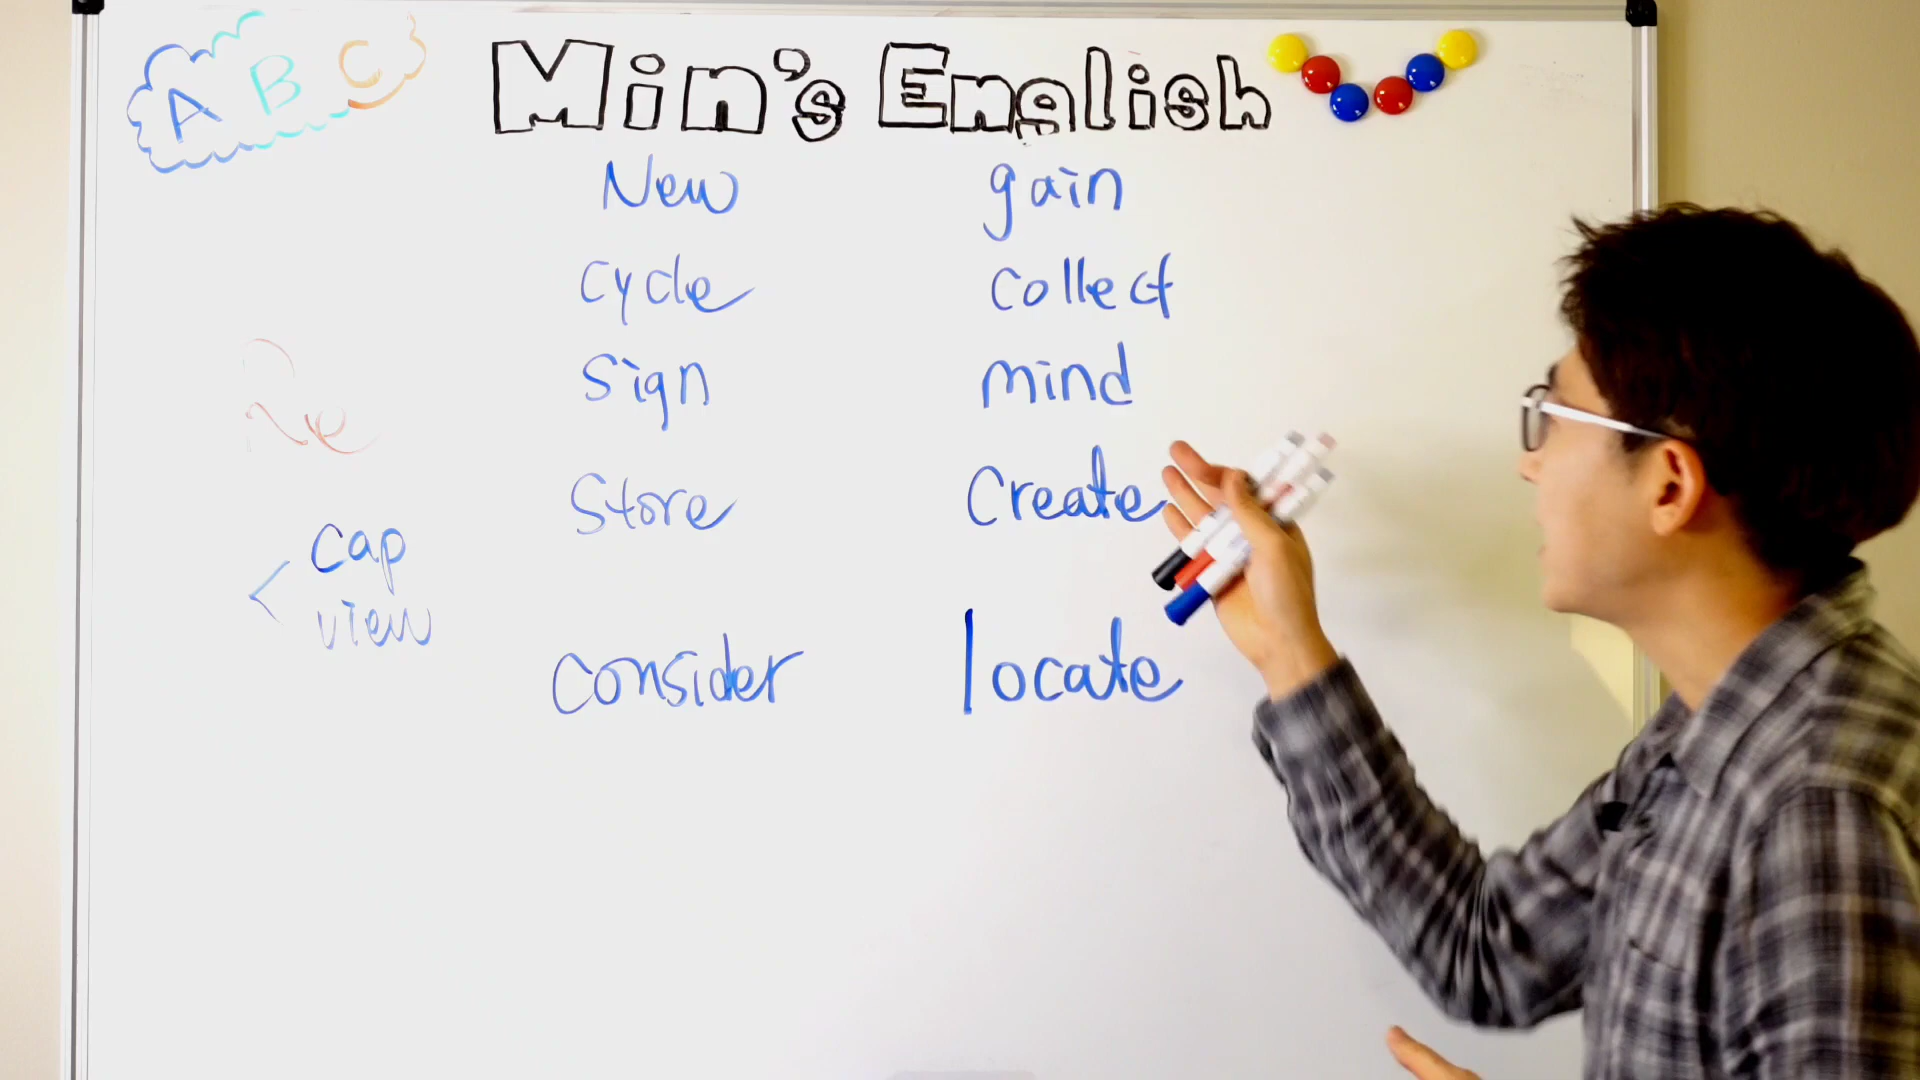 A B C
Min's English
New gain
cycle collect
sign mind
Re
store create
cap
view
consider locate